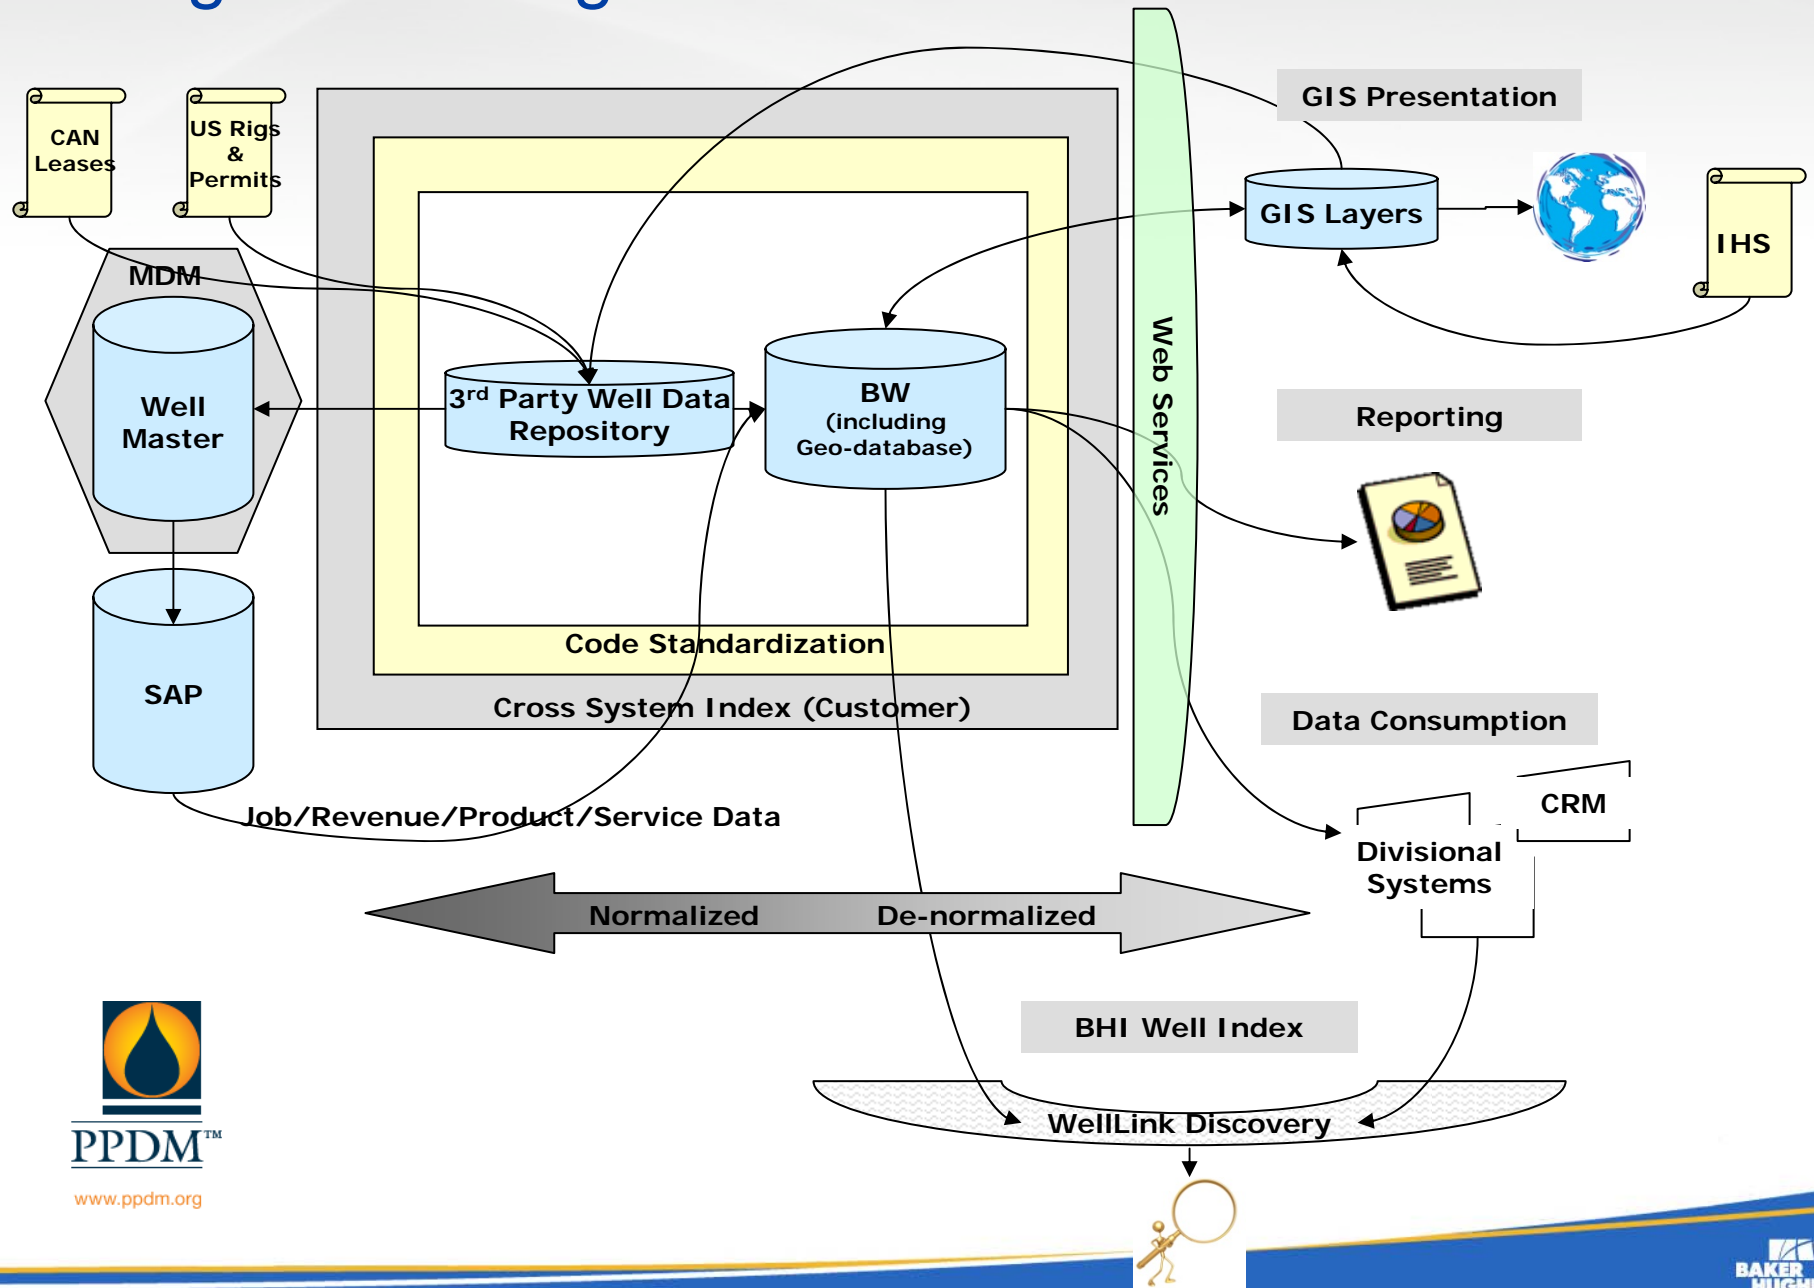 CAN
Leases
US Rigs
&
Permits
GIS Presentation
GIS Layers
IHS
MDM
Well
Master
3rd Party Well Data
Repository
BW
(including
Geo-database)
Web Services
Reporting
Code Standardization
Cross System Index (Customer)
SAP
Data Consumption
CRM
Divisional
Systems
Job/Revenue/Product/Service Data
Normalized
De-normalized
BHI Well Index
WellLink Discovery
PPDM™
www.ppdm.org
BAKER